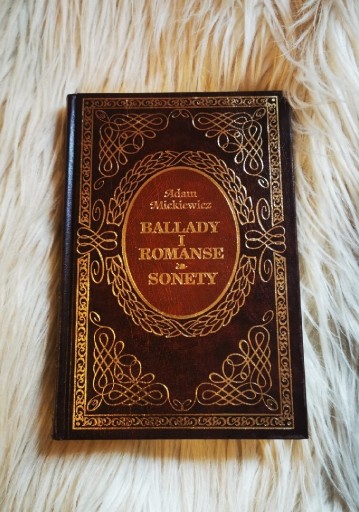 Adam
Mickiewicz
BALLADY
I
ROMANSE
SONETY